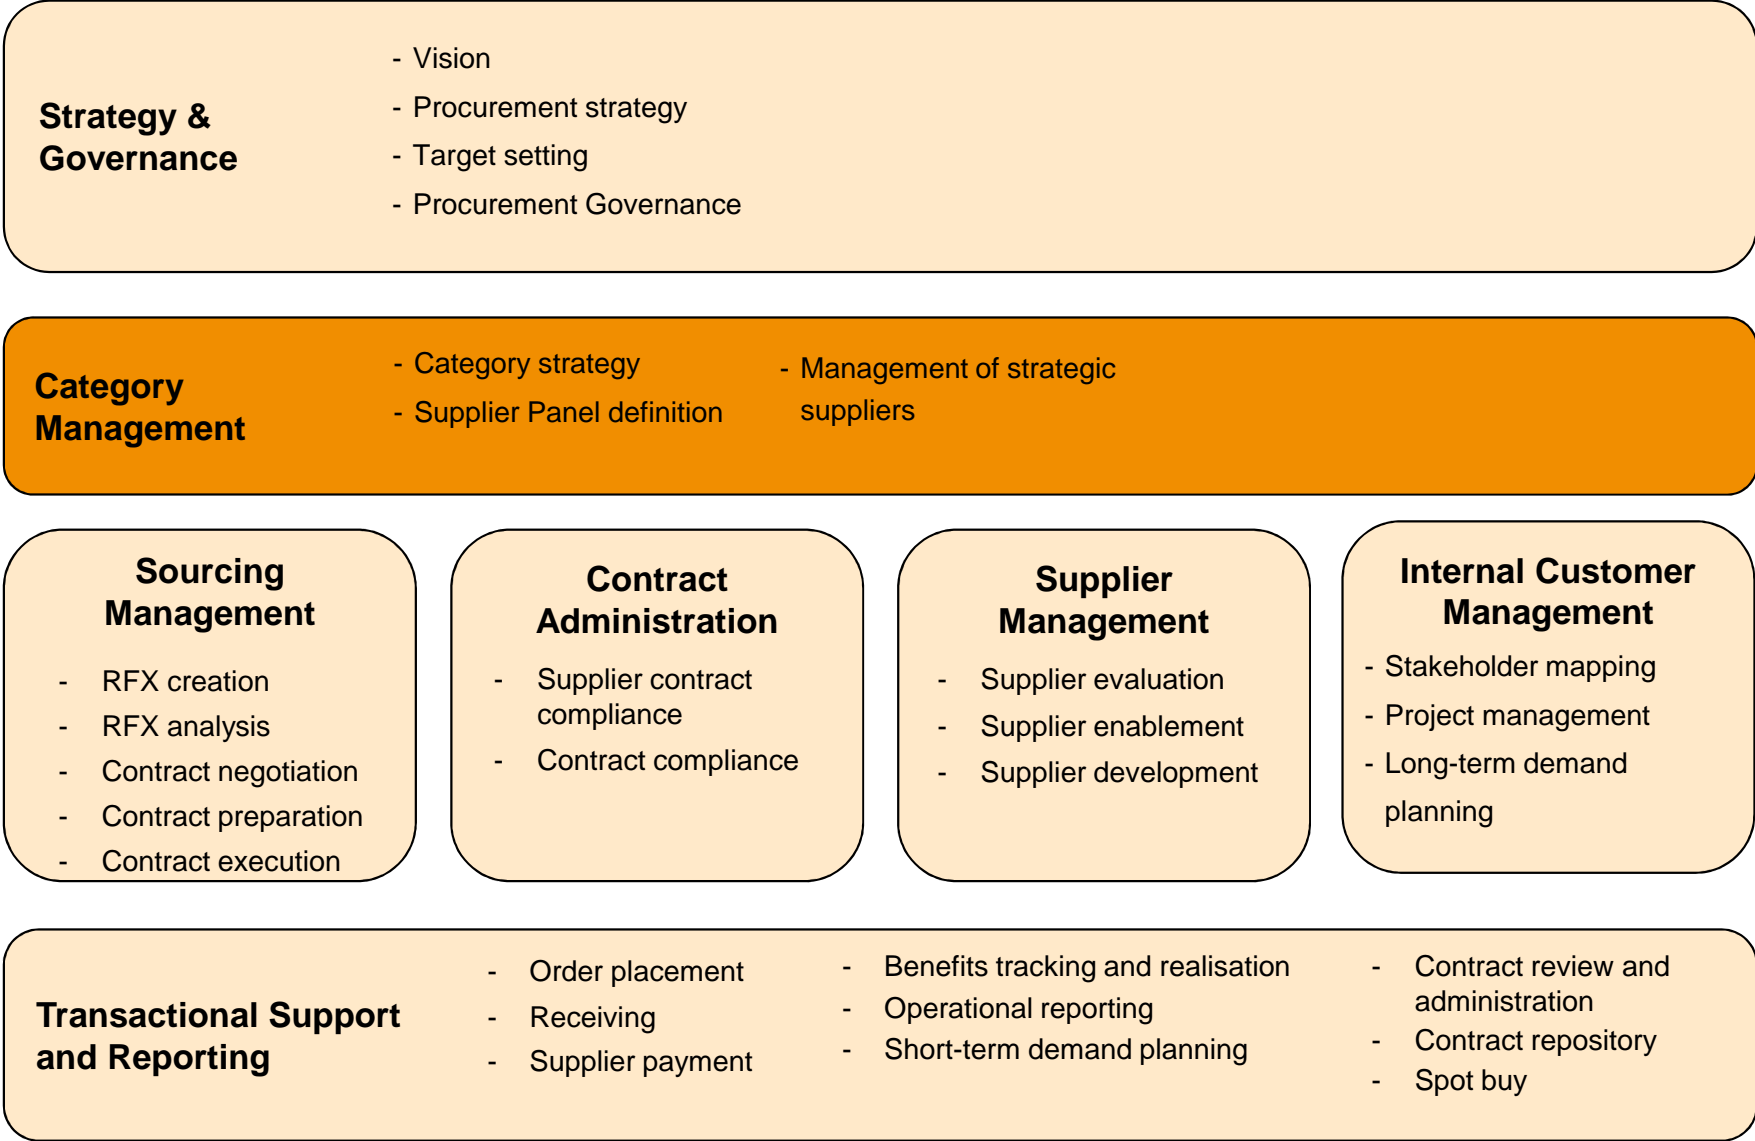 Strategy &
Governance
- Vision
- Procurement strategy
- Target setting
- Procurement Governance
Category
Management
- Category strategy
- Supplier Panel definition
- Management of strategic
suppliers
Sourcing
Management
- RFX creation
- RFX analysis
- Contract negotiation
- Contract preparation
- Contract execution
Contract
Administration
- Supplier contract
compliance
- Contract compliance
Supplier
Management
- Supplier evaluation
- Supplier enablement
- Supplier development
Internal Customer
Management
- Stakeholder mapping
- Project management
- Long-term demand
planning
Transactional Support
and Reporting
- Order placement
- Receiving
- Supplier payment
- Benefits tracking and realisation
- Operational reporting
- Short-term demand planning
- Contract review and
administration
- Contract repository
- Spot buy